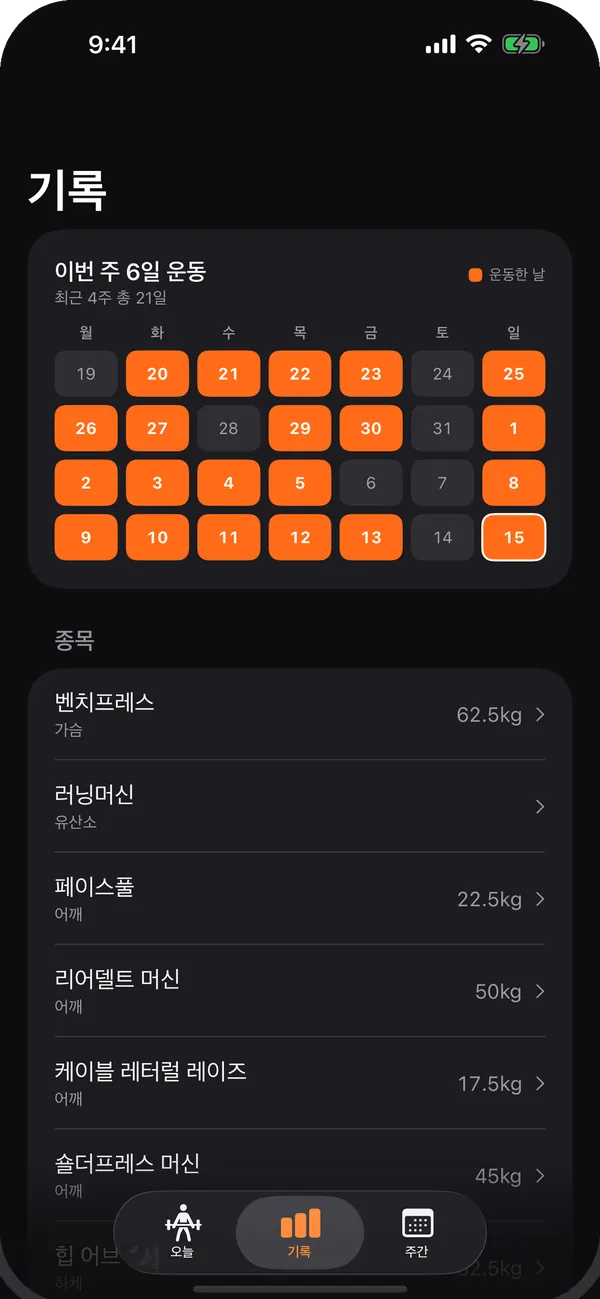 9:41
기록
이번 주 6일 운동
운동한 날
최근 4주 총 21일
월 화 수 목 금 토 일
19 20 21 22 23 24 25
26 27 28 29 30 31 1
2 3 4 5 6 7 8
9 10 11 12 13 14 15
종목
벤치프레스
가슴
62.5kg
러닝머신
유산소
페이스풀
어깨
22.5kg
리어델트 머신
어깨
50kg
케이블 레터럴 레이즈
어깨
17.5kg
숄더프레스 머신
어깨
45kg
힙 어브
하체
오늘 기록 주간